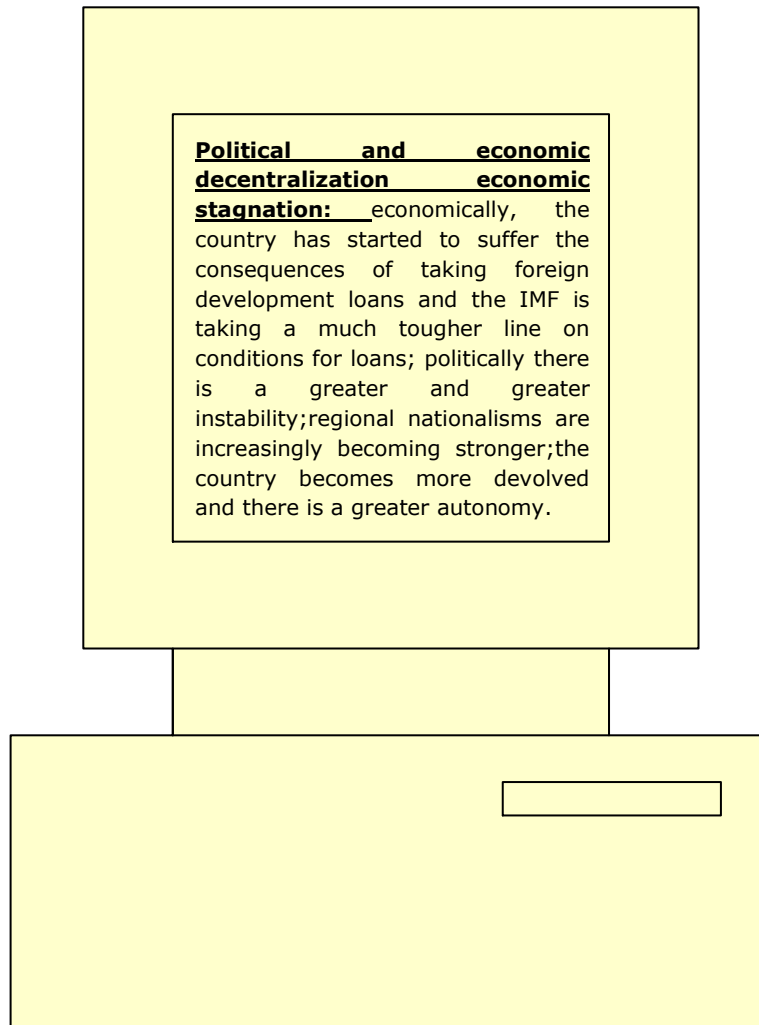 Political and economic
decentralization economic
stagnation: economically, the
country has started to suffer the
consequences of taking foreign
development loans and the IMF is
taking a much tougher line on
conditions for loans; politically there
is a greater and greater
instability;regional nationalisms are
increasingly becoming stronger;the
country becomes more devolved
and there is a greater autonomy.